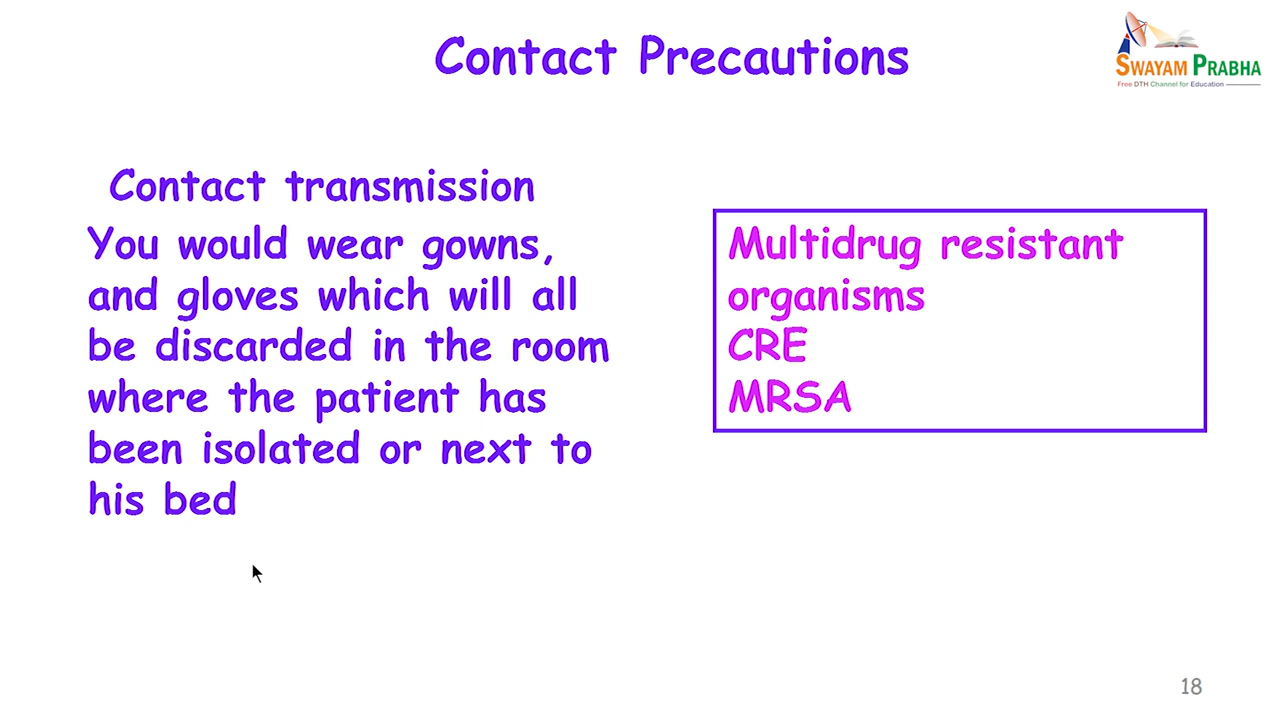 Contact Precautions
SWAYAM PRABHA
Free DTH Channel for Education
Contact transmission
You would wear gowns,
and gloves which will all
be discarded in the room
where the patient has
been isolated or next to
his bed
Multidrug resistant
organisms
CRE
MRSA
18